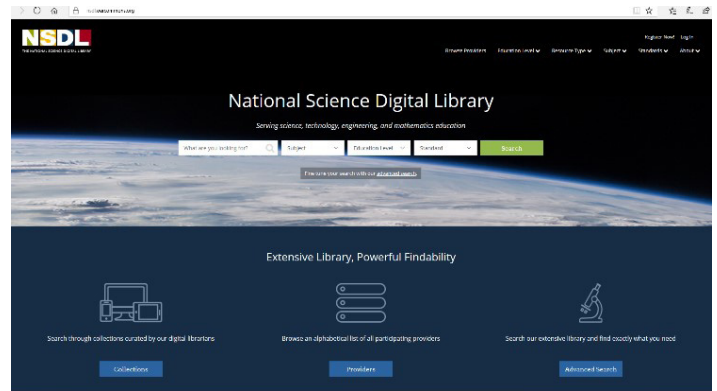 NSDL
THE NATIONAL SCIENCE DIGITAL LIBRARY
Register Now! Login
Browse Providers Education Level Resource Type Subject Standards About
National Science Digital Library
Serving science, technology, engineering, and mathematics education
What are you looking for? Subject Education Level Standard Search
Fine tune your search with our advanced search.
Extensive Library, Powerful Findability
Search through collections curated by our digital librarians
Browse an alphabetical list of all participating providers
Search our extensive library and find exactly what you need
Collections
Providers
Advanced Search